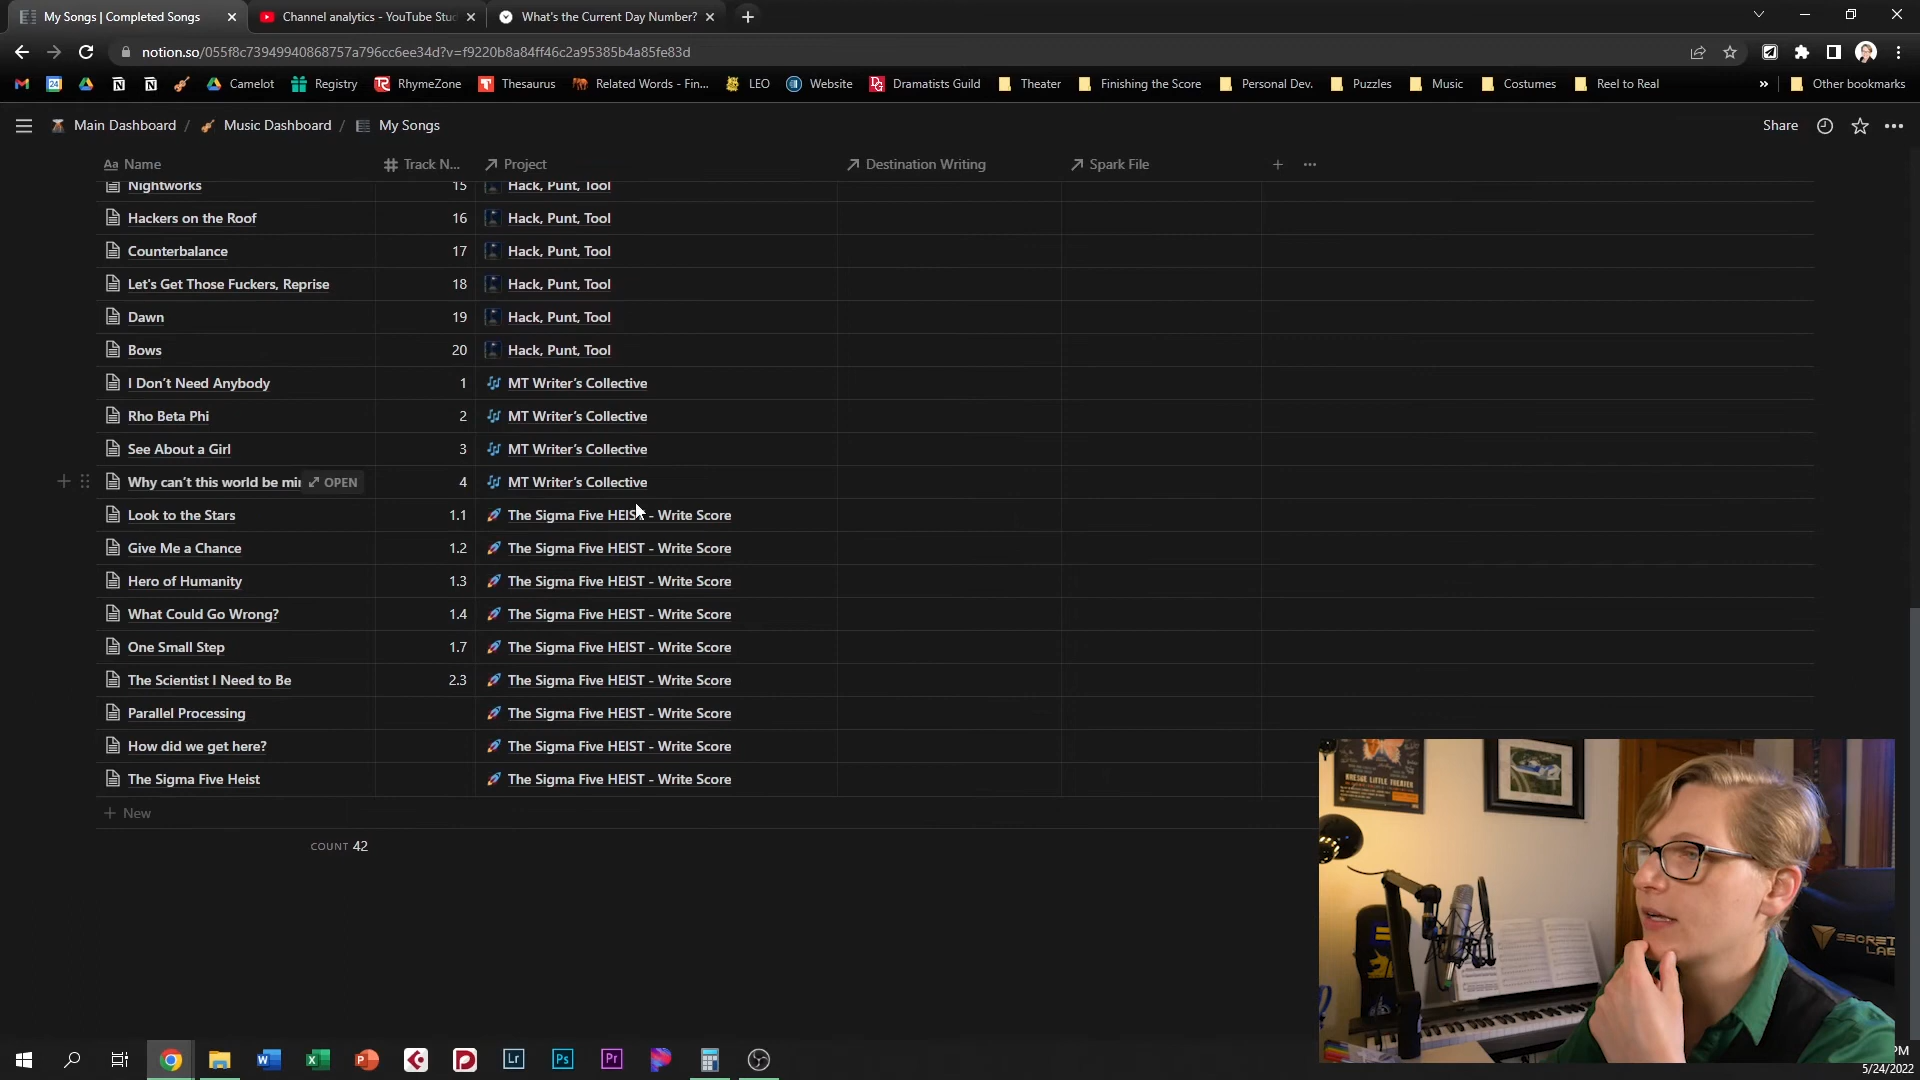 My Songs | Completed Songs
Channel analytics - YouTube Stud
What's the Current Day Number?
notion.so/055f8c73949940868757a796cc6ee34d?v=f9220b8a84ff46c2a95385b4a85fe83d
Camelot Registry RhymeZone Thesaurus Related Words - Fin... LEO Website Dramatists Guild Theater Finishing the Score Personal Dev. Puzzles Music Costumes Reel to Real » Other bookmarks
Main Dashboard / Music Dashboard / My Songs Share
Aa Name # Track N... Project Destination Writing Spark File
Nightworks 15 Hack, Punt, Tool
Hackers on the Roof 16 Hack, Punt, Tool
Counterbalance 17 Hack, Punt, Tool
Let's Get Those Fuckers, Reprise 18 Hack, Punt, Tool
Dawn 19 Hack, Punt, Tool
Bows 20 Hack, Punt, Tool
I Don't Need Anybody 1 MT Writer's Collective
Rho Beta Phi 2 MT Writer's Collective
See About a Girl 3 MT Writer's Collective
Why can't this world be min OPEN 4 MT Writer's Collective
Look to the Stars 1.1 The Sigma Five HEIST - Write Score
Give Me a Chance 1.2 The Sigma Five HEIST - Write Score
Hero of Humanity 1.3 The Sigma Five HEIST - Write Score
What Could Go Wrong? 1.4 The Sigma Five HEIST - Write Score
One Small Step 1.7 The Sigma Five HEIST - Write Score
The Scientist I Need to Be 2.3 The Sigma Five HEIST - Write Score
Parallel Processing The Sigma Five HEIST - Write Score
How did we get here? The Sigma Five HEIST - Write Score
The Sigma Five Heist The Sigma Five HEIST - Write Score
+ New
COUNT 42
KRESGE LITTLE THEATER
SECRET
LAB
PM
5/24/2022